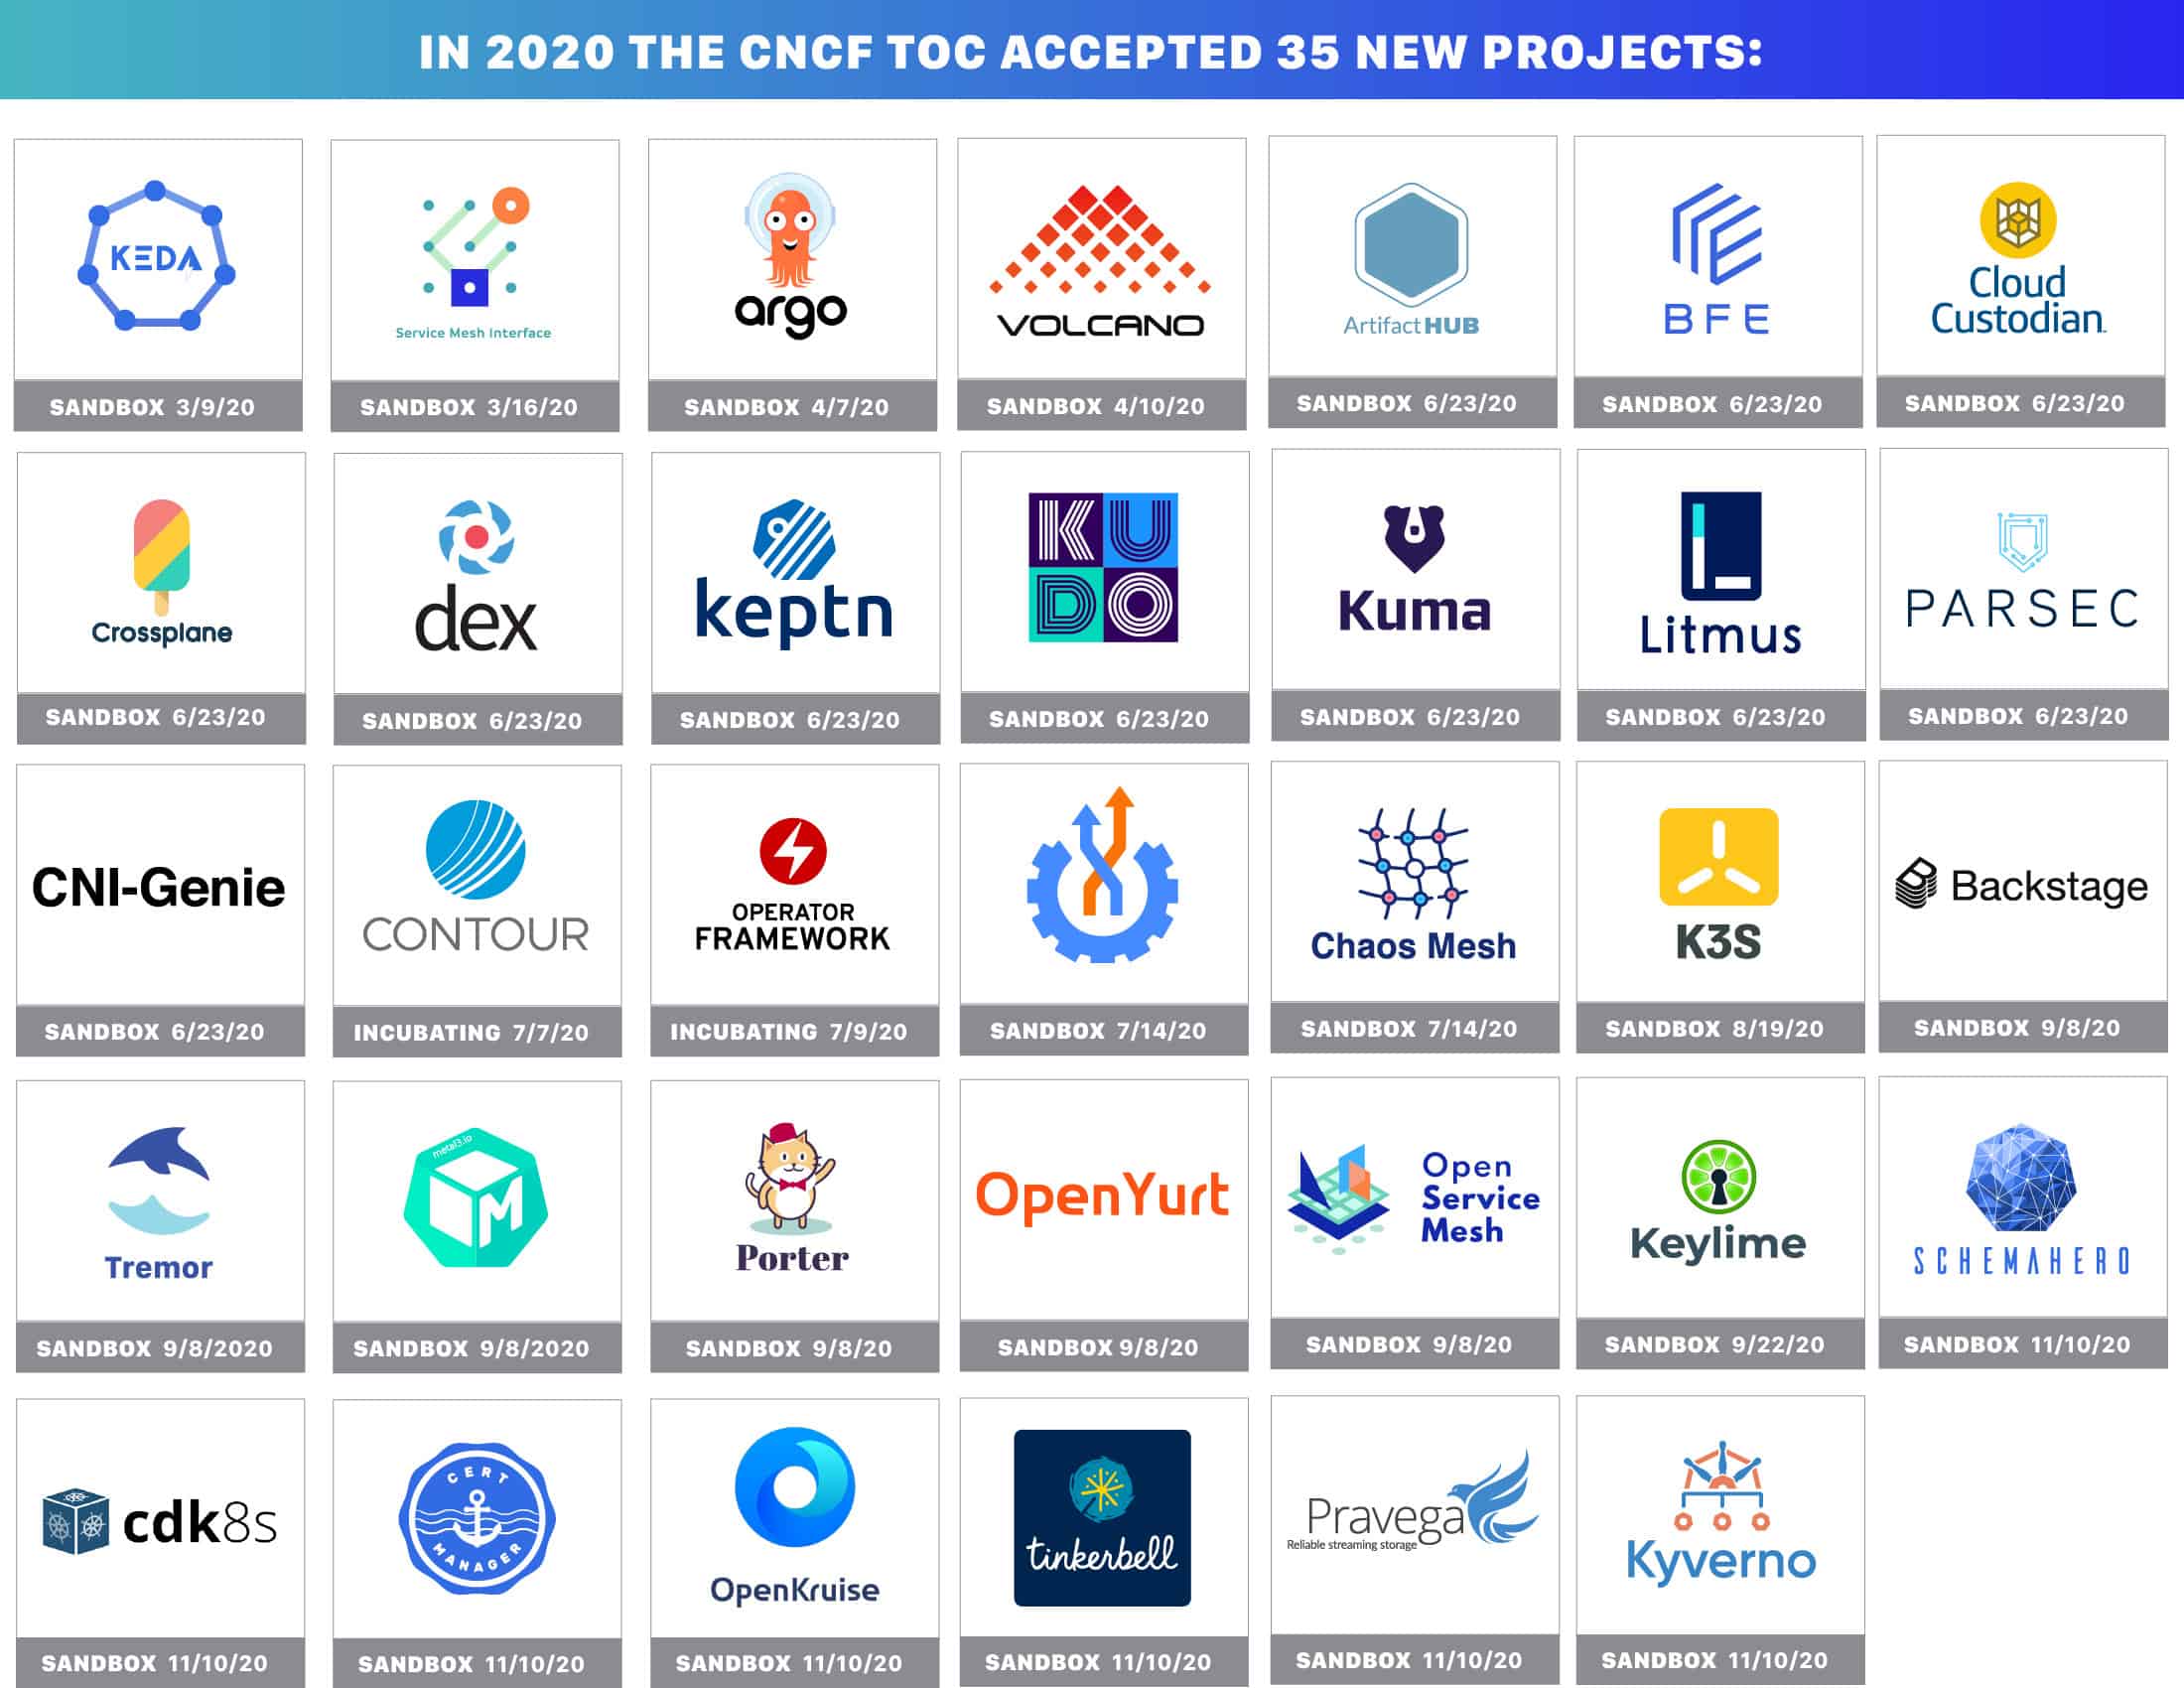 IN 2020 THE CNCF TOC ACCEPTED 35 NEW PROJECTS:
KEDA
SANDBOX 3/9/20
Service Mesh Interface
SANDBOX 3/16/20
argo
SANDBOX 4/7/20
VOLCANO
SANDBOX 4/10/20
Artifact HUB
SANDBOX 6/23/20
BFE
SANDBOX 6/23/20
Cloud
Custodian
SANDBOX 6/23/20
Crossplane
SANDBOX 6/23/20
dex
SANDBOX 6/23/20
keptn
SANDBOX 6/23/20
KU
DO
SANDBOX 6/23/20
Kuma
SANDBOX 6/23/20
Litmus
SANDBOX 6/23/20
PARSEC
SANDBOX 6/23/20
CNI-Genie
SANDBOX 6/23/20
CONTOUR
INCUBATING 7/7/20
OPERATOR
FRAMEWORK
INCUBATING 7/9/20
SANDBOX 7/14/20
Chaos Mesh
SANDBOX 7/14/20
K3S
SANDBOX 8/19/20
Backstage
SANDBOX 9/8/20
Tremor
SANDBOX 9/8/2020
metal3.io
M
SANDBOX 9/8/2020
Porter
SANDBOX 9/8/20
OpenYurt
SANDBOX 9/8/20
Open
Service
Mesh
SANDBOX 9/8/20
Keylime
SANDBOX 9/22/20
SCHEMAHERO
SANDBOX 11/10/20
cdk8s
SANDBOX 11/10/20
CERT
MANAGER
SANDBOX 11/10/20
OpenKruise
SANDBOX 11/10/20
tinkerbell
SANDBOX 11/10/20
Pravega
Reliable streaming storage
SANDBOX 11/10/20
Kyverno
SANDBOX 11/10/20